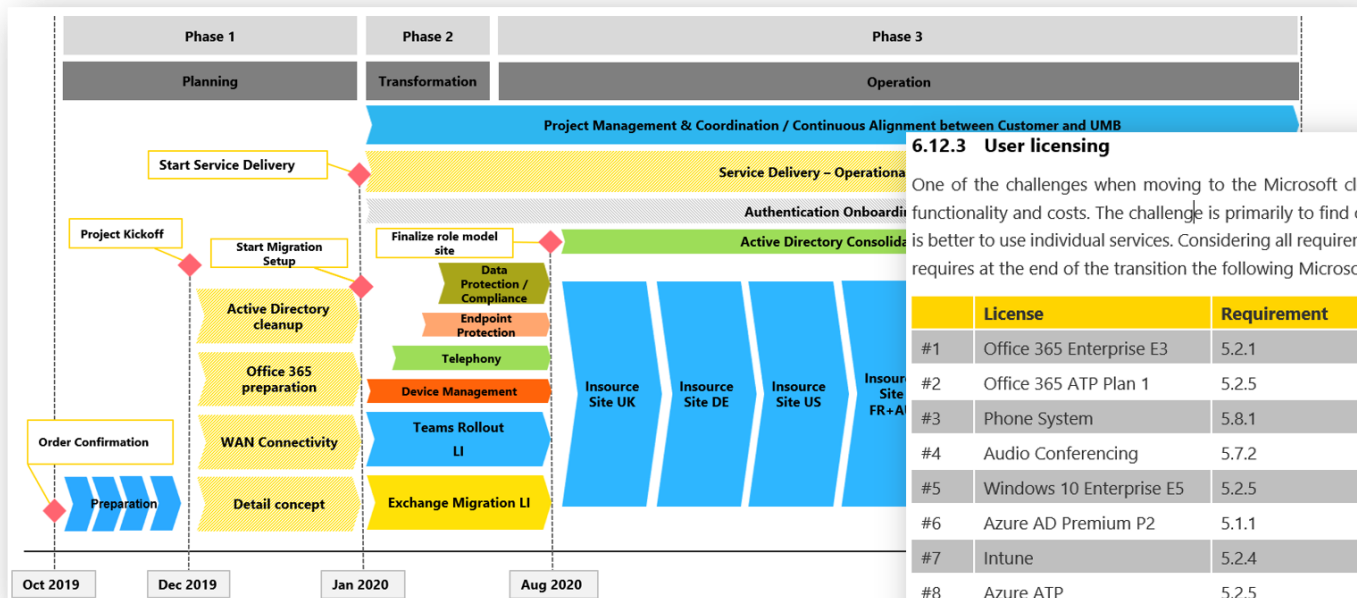 Phase 1
Phase 2
Phase 3
Planning
Transformation
Operation
Project Management & Coordination / Continuous Alignment between Customer and UMB
Start Service Delivery
Service Delivery – Operationa
Authentication Onboardin
Project Kickoff
Finalize role model
site
Active Directory Consolida
Start Migration
Setup
Data
Protection /
Compliance
Active Directory
cleanup
Endpoint
Protection
Telephony
Office 365
preparation
Device Management
Insource
Site UK
Insource
Site DE
Insource
Site US
Insour
Site
FR+AU
Order Confirmation
WAN Connectivity
Teams Rollout
LI
Preparation
Detail concept
Exchange Migration LI
Oct 2019
Dec 2019
Jan 2020
Aug 2020
6.12.3 User licensing
One of the challenges when moving to the Microsoft cl
functionality and costs. The challenge is primarily to find
is better to use individual services. Considering all requirer
requires at the end of the transition the following Microso
License Requirement
#1 Office 365 Enterprise E3 5.2.1
#2 Office 365 ATP Plan 1 5.2.5
#3 Phone System 5.8.1
#4 Audio Conferencing 5.7.2
#5 Windows 10 Enterprise E5 5.2.5
#6 Azure AD Premium P2 5.1.1
#7 Intune 5.2.4
#8 Azure ATP 5.2.5